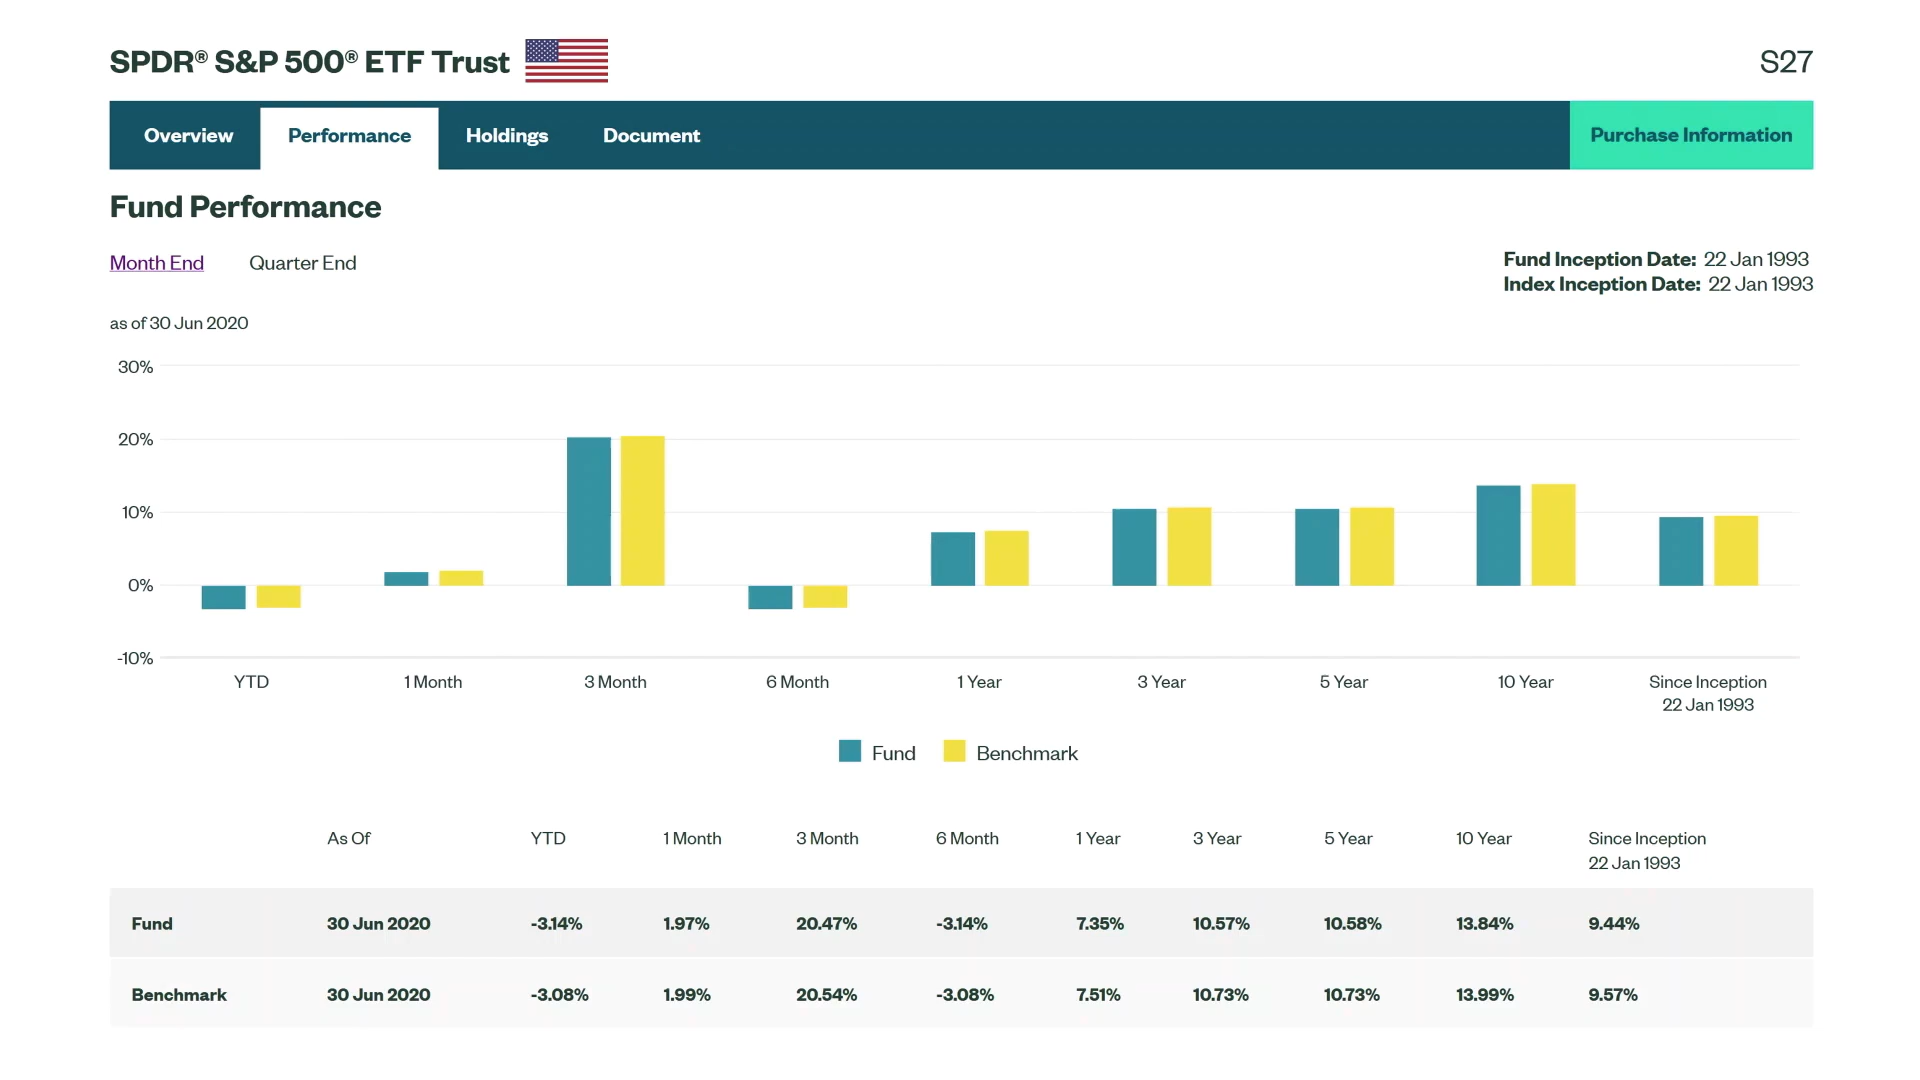 SPDR® S&P 500® ETF Trust
S27
Overview Performance Holdings Document Purchase Information
Fund Performance
Month End Quarter End
Fund Inception Date: 22 Jan 1993
Index Inception Date: 22 Jan 1993
as of 30 Jun 2020
30%
20%
10%
0%
-10%
YTD 1 Month 3 Month 6 Month 1 Year 3 Year 5 Year 10 Year Since Inception
22 Jan 1993
Fund Benchmark
As Of YTD 1 Month 3 Month 6 Month 1 Year 3 Year 5 Year 10 Year Since Inception
22 Jan 1993
Fund 30 Jun 2020 -3.14% 1.97% 20.47% -3.14% 7.35% 10.57% 10.58% 13.84% 9.44%
Benchmark 30 Jun 2020 -3.08% 1.99% 20.54% -3.08% 7.51% 10.73% 10.73% 13.99% 9.57%